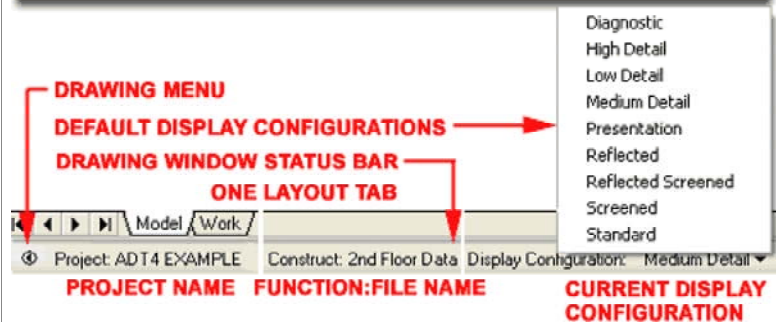 Diagnostic
High Detail
Low Detail
Medium Detail
Presentation
Reflected
Reflected Screened
Screened
Standard
DRAWING MENU
DEFAULT DISPLAY CONFIGURATIONS
DRAWING WINDOW STATUS BAR
ONE LAYOUT TAB
Model Work
Project: ADT4 EXAMPLE Construct: 2nd Floor Data Display Configuration: Medium Detail
PROJECT NAME FUNCTION:FILE NAME CURRENT DISPLAY
CONFIGURATION